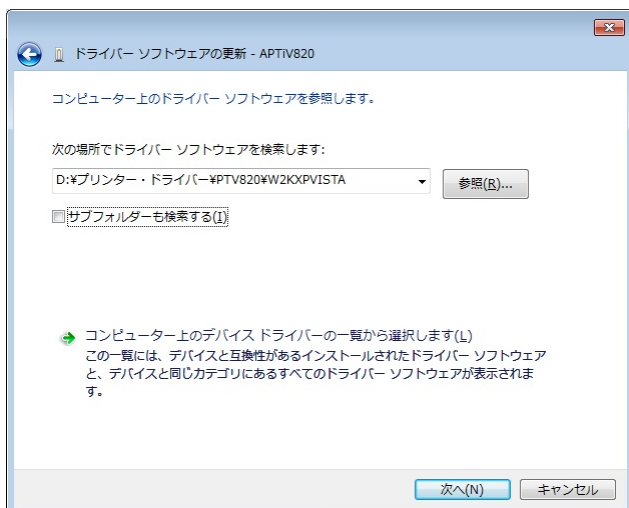 ドライバー ソフトウェアの更新 - APTiV820
コンピューター上のドライバー ソフトウェアを参照します。
次の場所でドライバー ソフトウェアを検索します:
D:¥プリンター・ドライバー¥PTV820¥W2KXPVISTA
参照(R)...
サブフォルダーも検索する(I)
コンピューター上のデバイス ドライバーの一覧から選択します(L)
この一覧には、デバイスと互換性があるインストールされたドライバー ソフトウェア
と、デバイスと同じカテゴリにあるすべてのドライバー ソフトウェアが表示されま
す。
次へ(N)
キャンセル